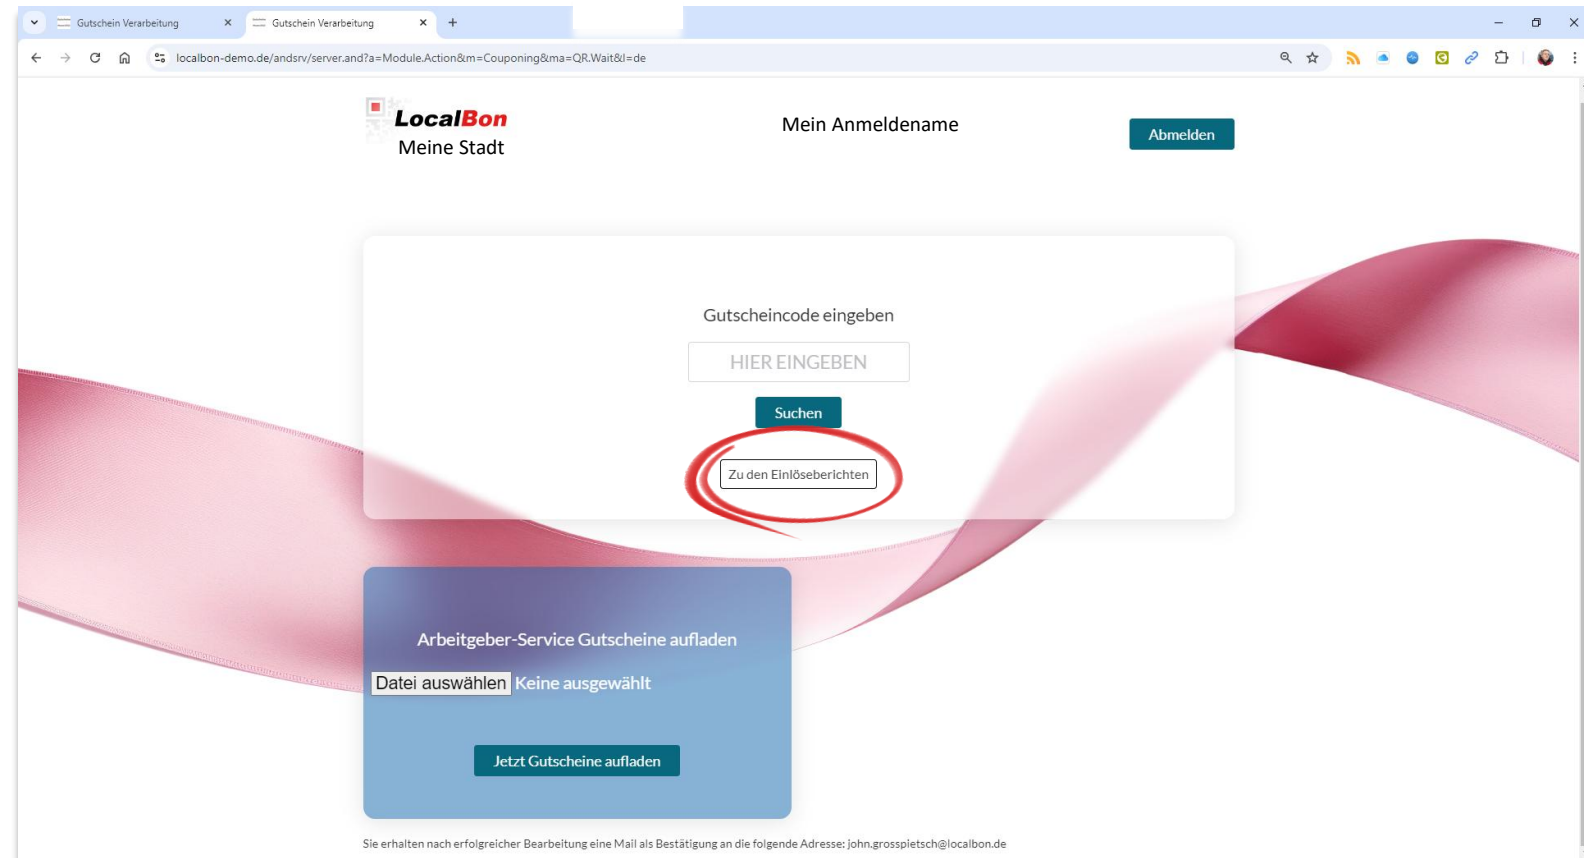 Gutschein Verarbeitung
Gutschein Verarbeitung
localbon-demo.de/andsrv/server.and?a=Module.Action&m=Couponing&ma=QR.Wait&l=de
LocalBon
Meine Stadt
Mein Anmeldename
Abmelden
Gutscheincode eingeben
HIER EINGEBEN
Suchen
Zu den Einlöseberichten
Arbeitgeber-Service Gutscheine aufladen
Datei auswählen Keine ausgewählt
Jetzt Gutscheine aufladen
Sie erhalten nach erfolgreicher Bearbeitung eine Mail als Bestätigung an die folgende Adresse: john.grosspietsch@localbon.de